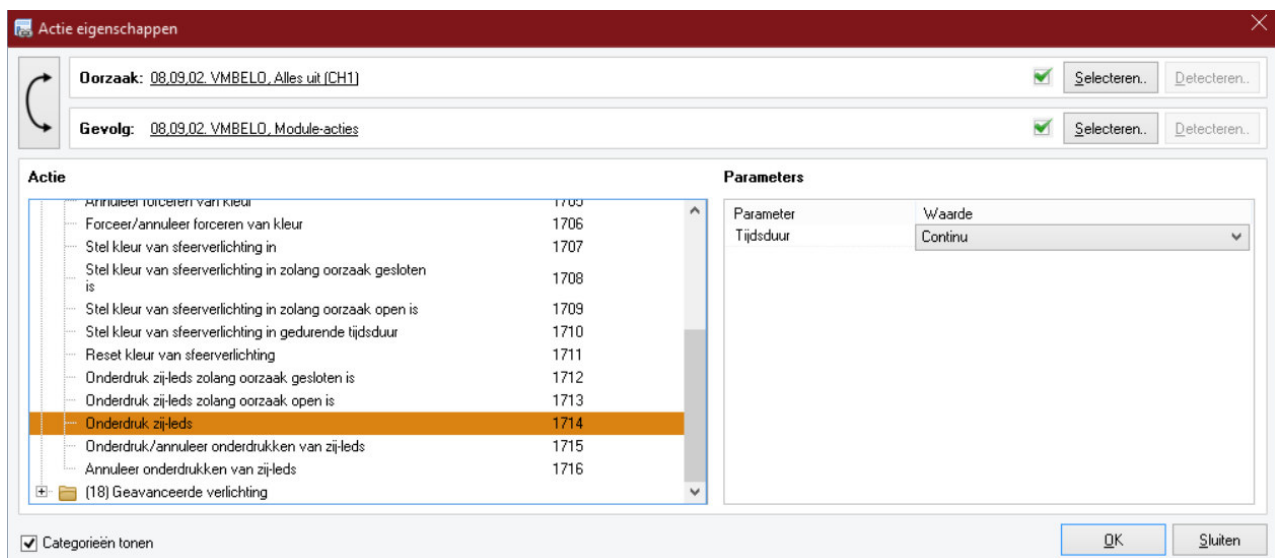 Actie eigenschappen
Oorzaak: 08,09,02. VMBELO, Alles uit (CH1) Selecteren.. Detecteren..
Gevolg: 08,09,02. VMBELO, Module-acties Selecteren.. Detecteren..
Actie
Annuleer forceren van kleur 1705
Forceer/annuleer forceren van kleur 1706
Stel kleur van sfeerverlichting in 1707
Stel kleur van sfeerverlichting in zolang oorzaak gesloten
is 1708
Stel kleur van sfeerverlichting in zolang oorzaak open is 1709
Stel kleur van sfeerverlichting in gedurende tijdsduur 1710
Reset kleur van sfeerverlichting 1711
Onderdruk zij-leds zolang oorzaak gesloten is 1712
Onderdruk zij-leds zolang oorzaak open is 1713
Onderdruk zij-leds 1714
Onderdruk/annuleer onderdrukken van zij-leds 1715
Annuleer onderdrukken van zij-leds 1716
(18) Geavanceerde verlichting
Parameters
Parameter Waarde
Tijdsduur Continu
Categorieën tonen
OK Sluiten